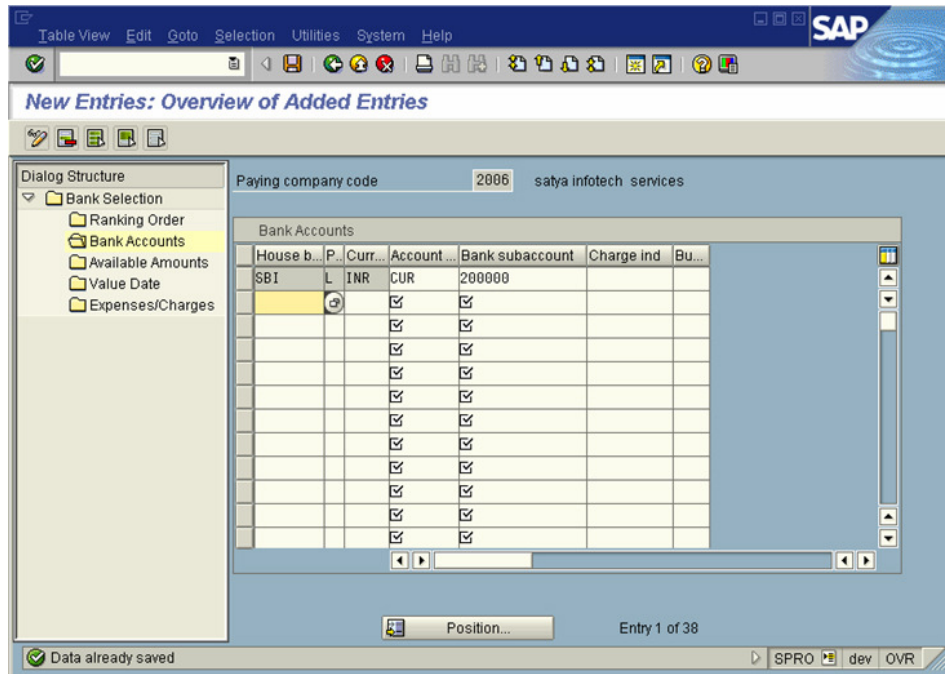 Table View Edit Goto Selection Utilities System Help
SAP
New Entries: Overview of Added Entries
Dialog Structure
Bank Selection
Ranking Order
Bank Accounts
Available Amounts
Value Date
Expenses/Charges
Paying company code 2006 satya infotech services
Bank Accounts
House b... P.. Curr... Account ... Bank subaccount Charge ind Bu...
SBI L INR CUR 200000
Position... Entry 1 of 38
Data already saved SPRO dev OVR